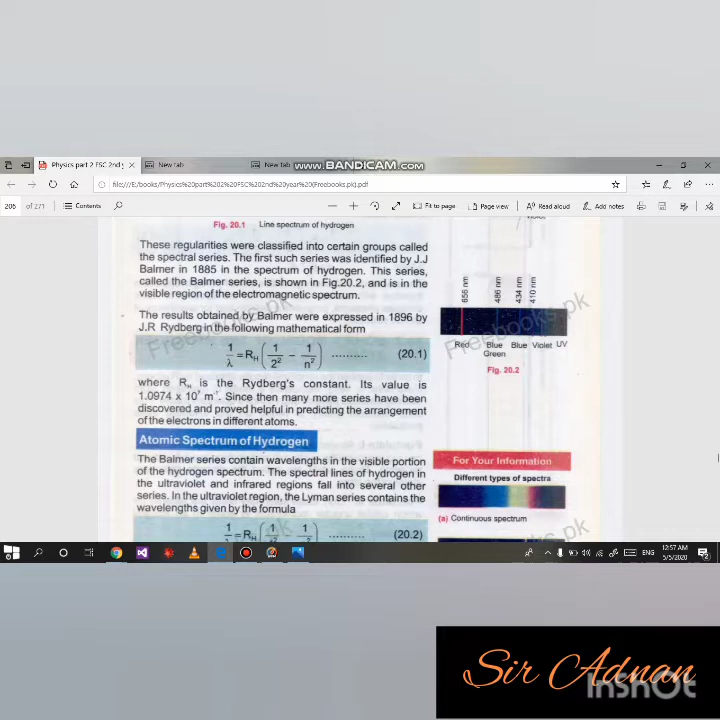 Physics part 2 FSC 2nd y
New tab
New tab
www.BANDICAM.com
file:///E:/books/Physics%20part%202%20FSC%202nd%20year%20(Freebooks.pk).pdf
206 of 271
Contents
Fit to page
Page view
Read aloud
Add notes
Fig. 20.1 Line spectrum of hydrogen
These regularities were classified into certain groups called
the spectral series. The first such series was identified by J.J
Balmer in 1885 in the spectrum of hydrogen. This series,
called the Balmer series, is shown in Fig.20.2, and is in the
visible region of the electromagnetic spectrum.
The results obtained by Balmer were expressed in 1896 by
J.R Rydberg in the following mathematical form
1/λ = R_H (1/2² − 1/n²) .......... (20.1)
where R_H is the Rydberg's constant. Its value is
1.0974 x 10⁷ m⁻¹. Since then many more series have been
discovered and proved helpful in predicting the arrangement
of the electrons in different atoms.
Atomic Spectrum of Hydrogen
The Balmer series contain wavelengths in the visible portion
of the hydrogen spectrum. The spectral lines of hydrogen in
the ultraviolet and infrared regions fall into several other
series. In the ultraviolet region, the Lyman series contains the
wavelengths given by the formula
.......... (20.2)
violet
656 nm
486 nm
434 nm
410 nm
Red Blue Blue Violet UV
Green
Fig. 20.2
For Your Information
Different types of spectra
(a) Continuous spectrum
Freebooks.pk
Freebooks.pk
ENG
12:57 AM
5/5/2020
Sir Adnan
InShOt